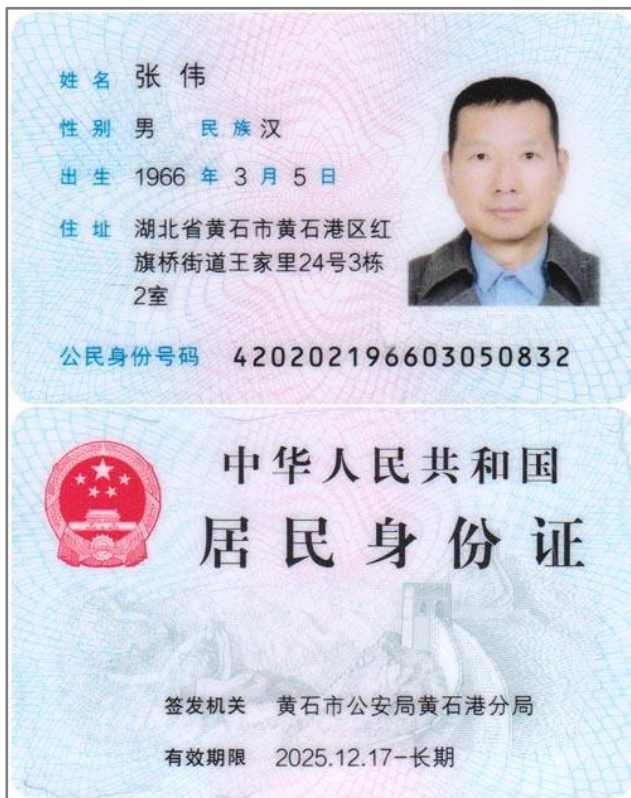 姓名 张伟
性别 男 民族 汉
出生 1966 年 3 月 5 日
住址 湖北省黄石市黄石港区红
旗桥街道王家里24号3栋
2室
公民身份号码 420202196603050832
中华人民共和国
居民身份证
签发机关 黄石市公安局黄石港分局
有效期限 2025.12.17-长期